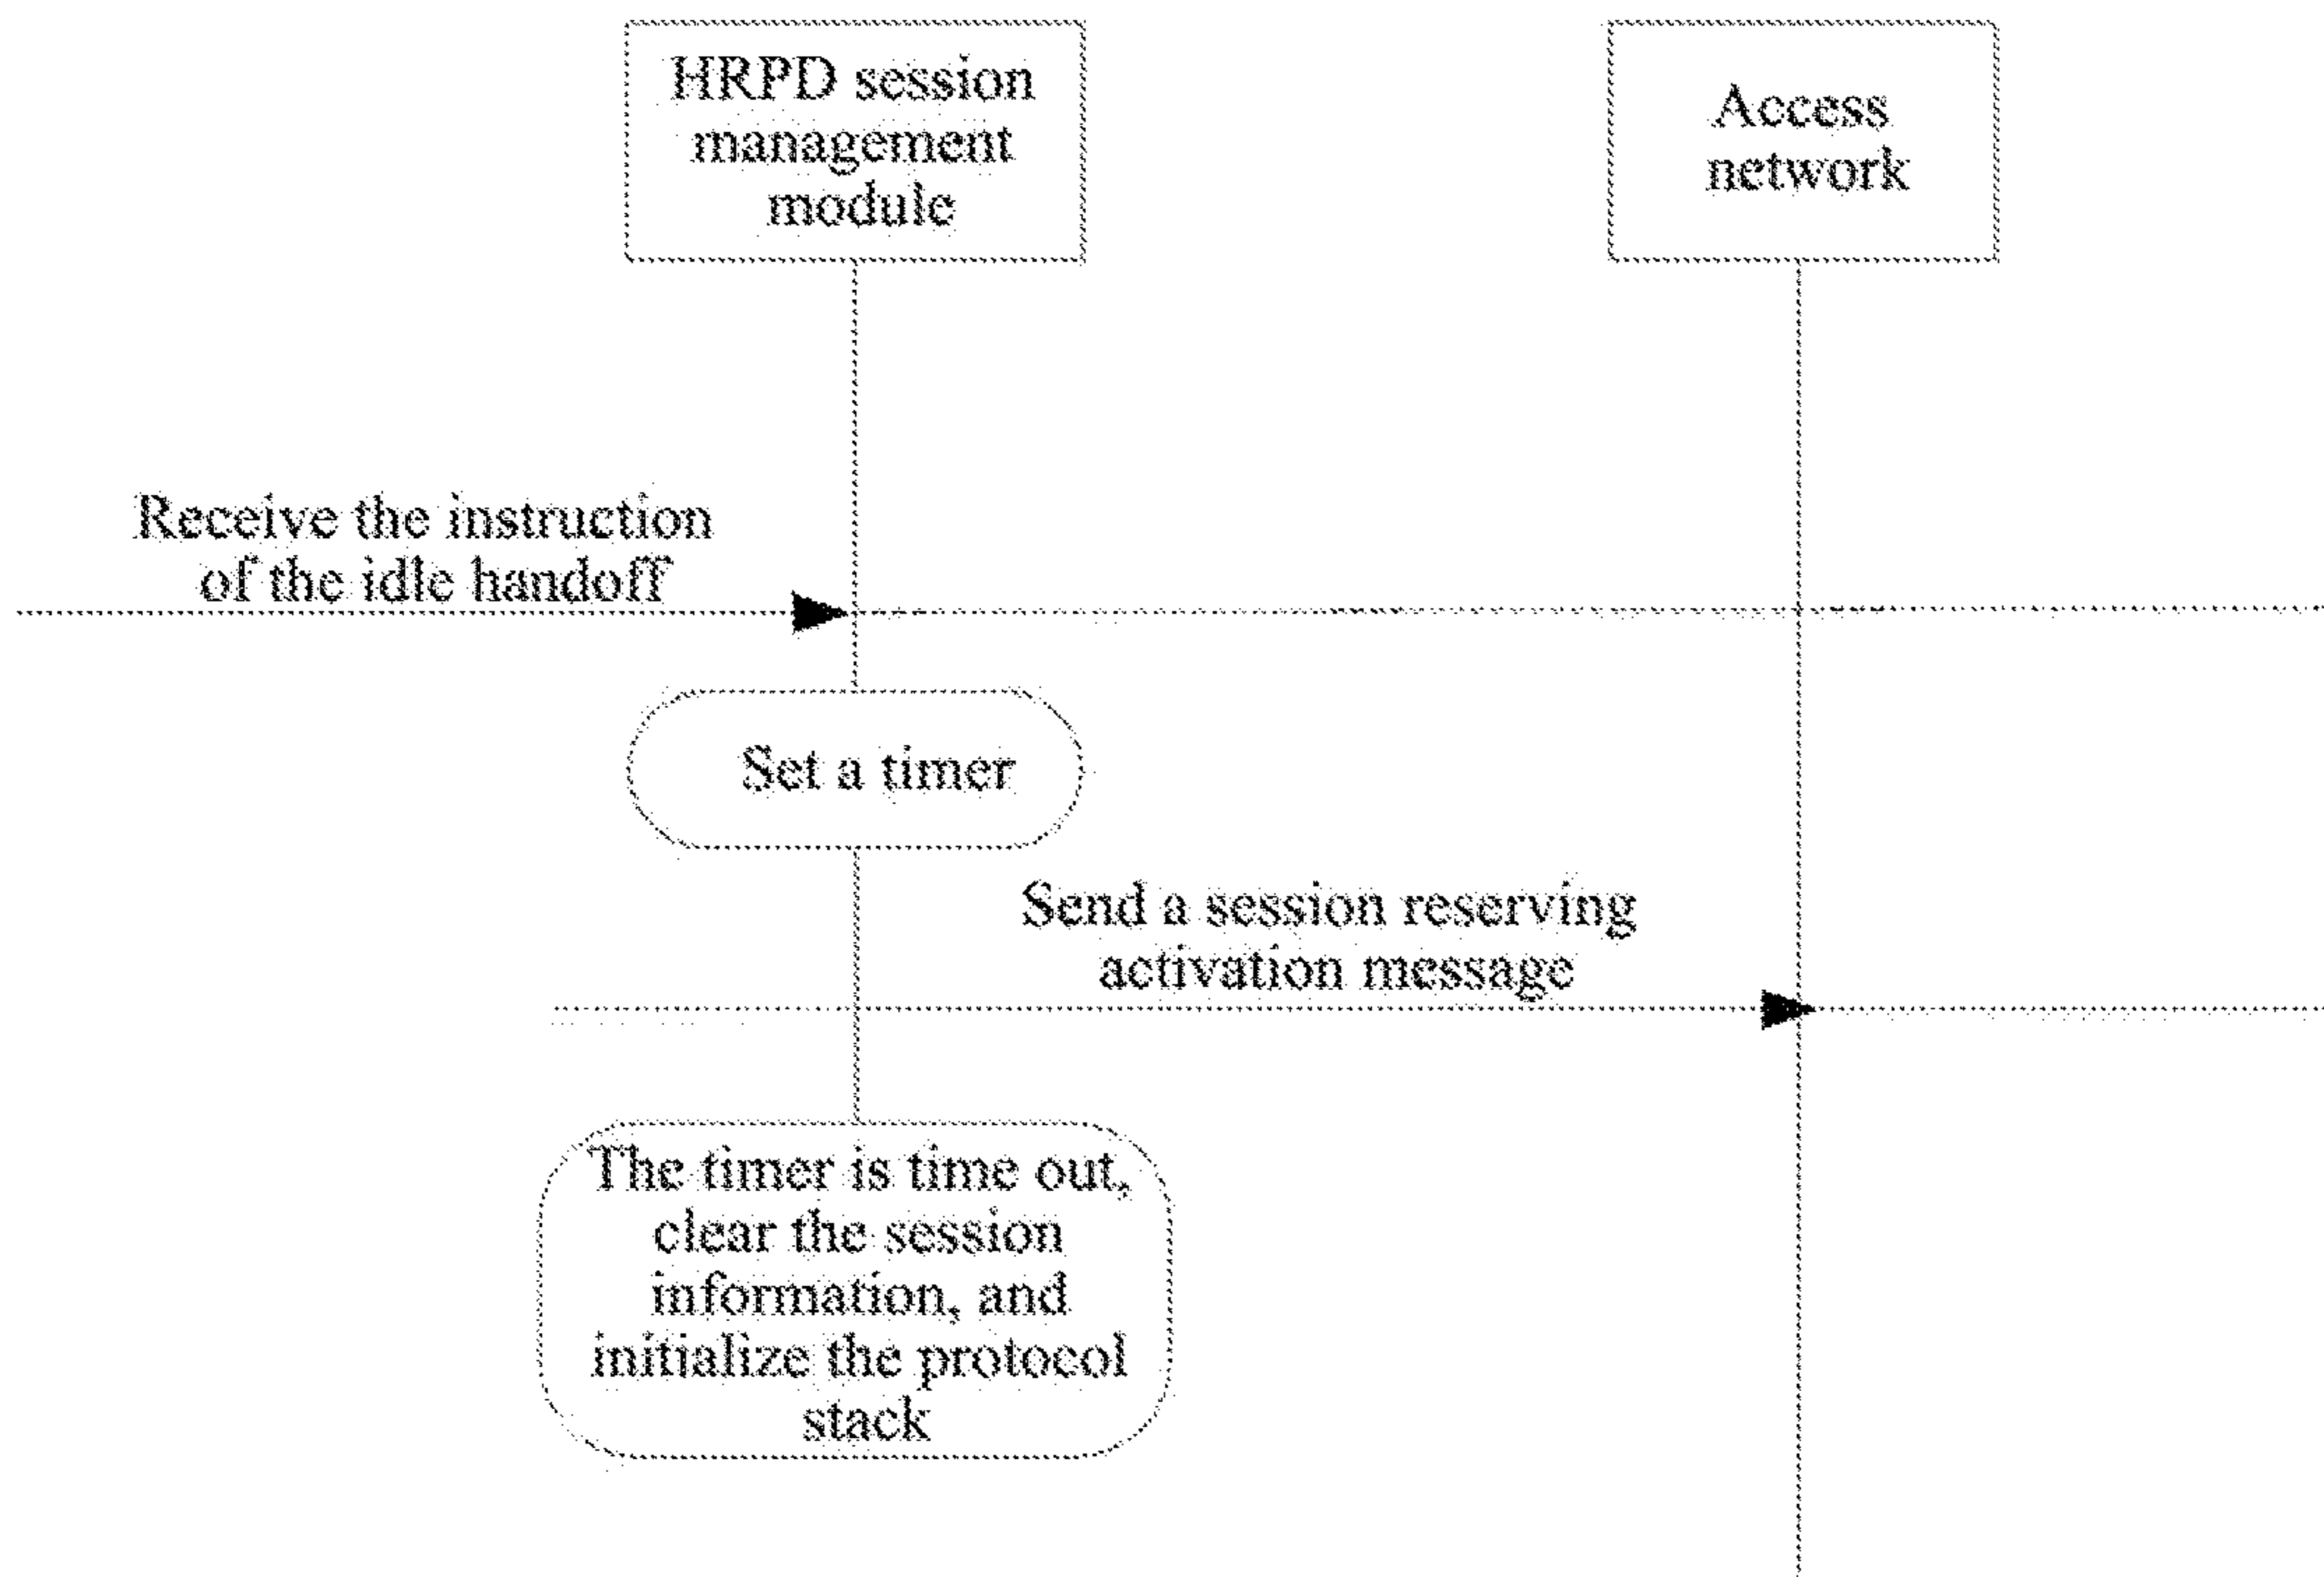 HRPD session
management
module
Access
network
Receive the instruction
of the idle handoff
Set a timer
Send a session reserving
activation message
The timer is time out,
clear the session
information, and
initialize the protocol
stack